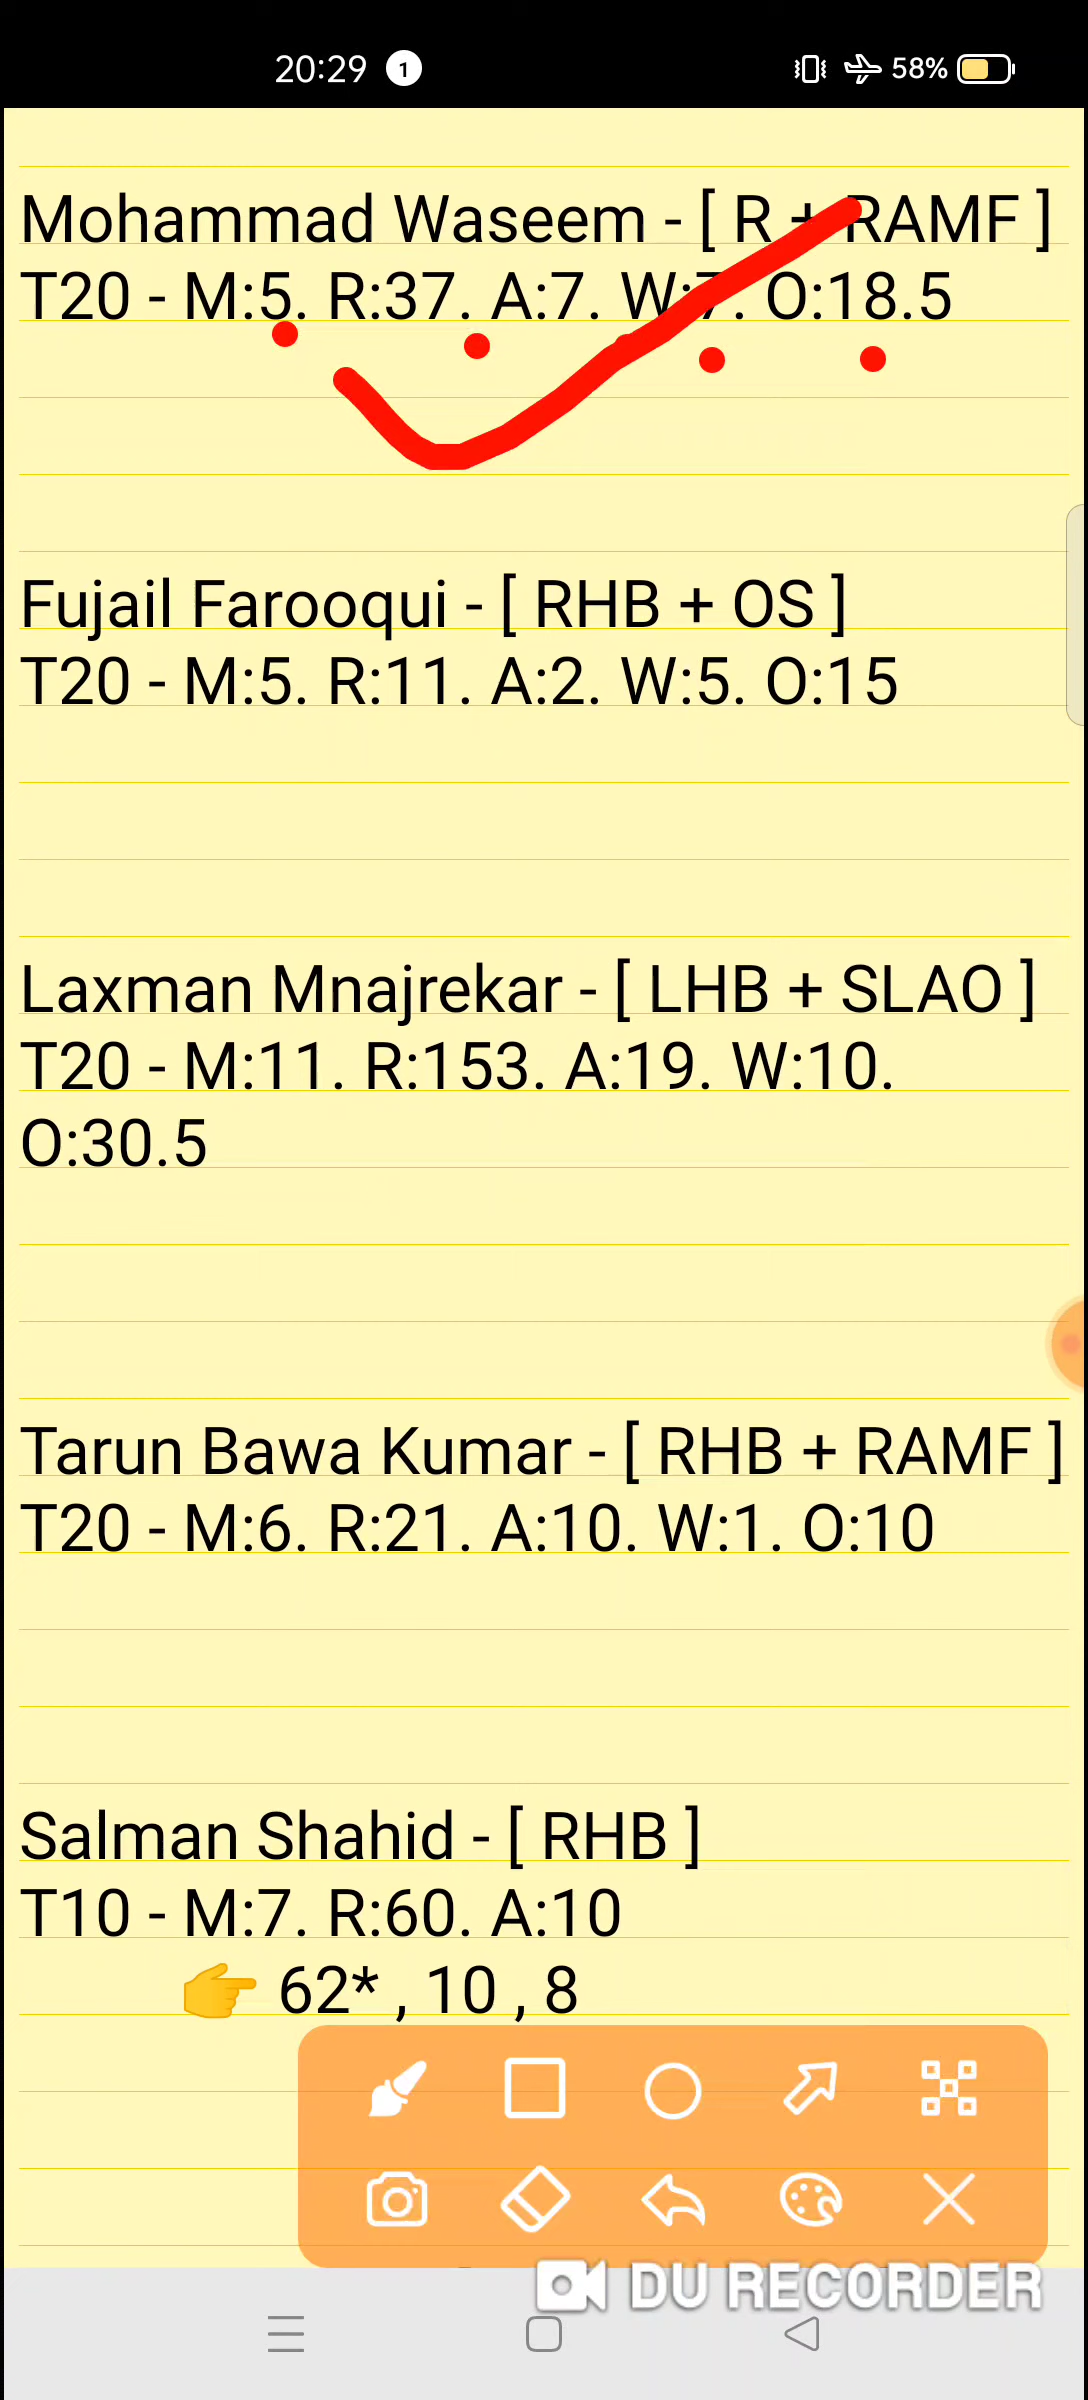 20:29 1 58%
Mohammad Waseem - [ R + RAMF ]
T20 - M:5. R:37. A:7. W:7. O:18.5
Fujail Farooqui - [ RHB + OS ]
T20 - M:5. R:11. A:2. W:5. O:15
Laxman Mnajrekar - [ LHB + SLAO ]
T20 - M:11. R:153. A:19. W:10.
O:30.5
Tarun Bawa Kumar - [ RHB + RAMF ]
T20 - M:6. R:21. A:10. W:1. O:10
Salman Shahid - [ RHB ]
T10 - M:7. R:60. A:10
👉 62* , 10 , 8
DU RECORDER